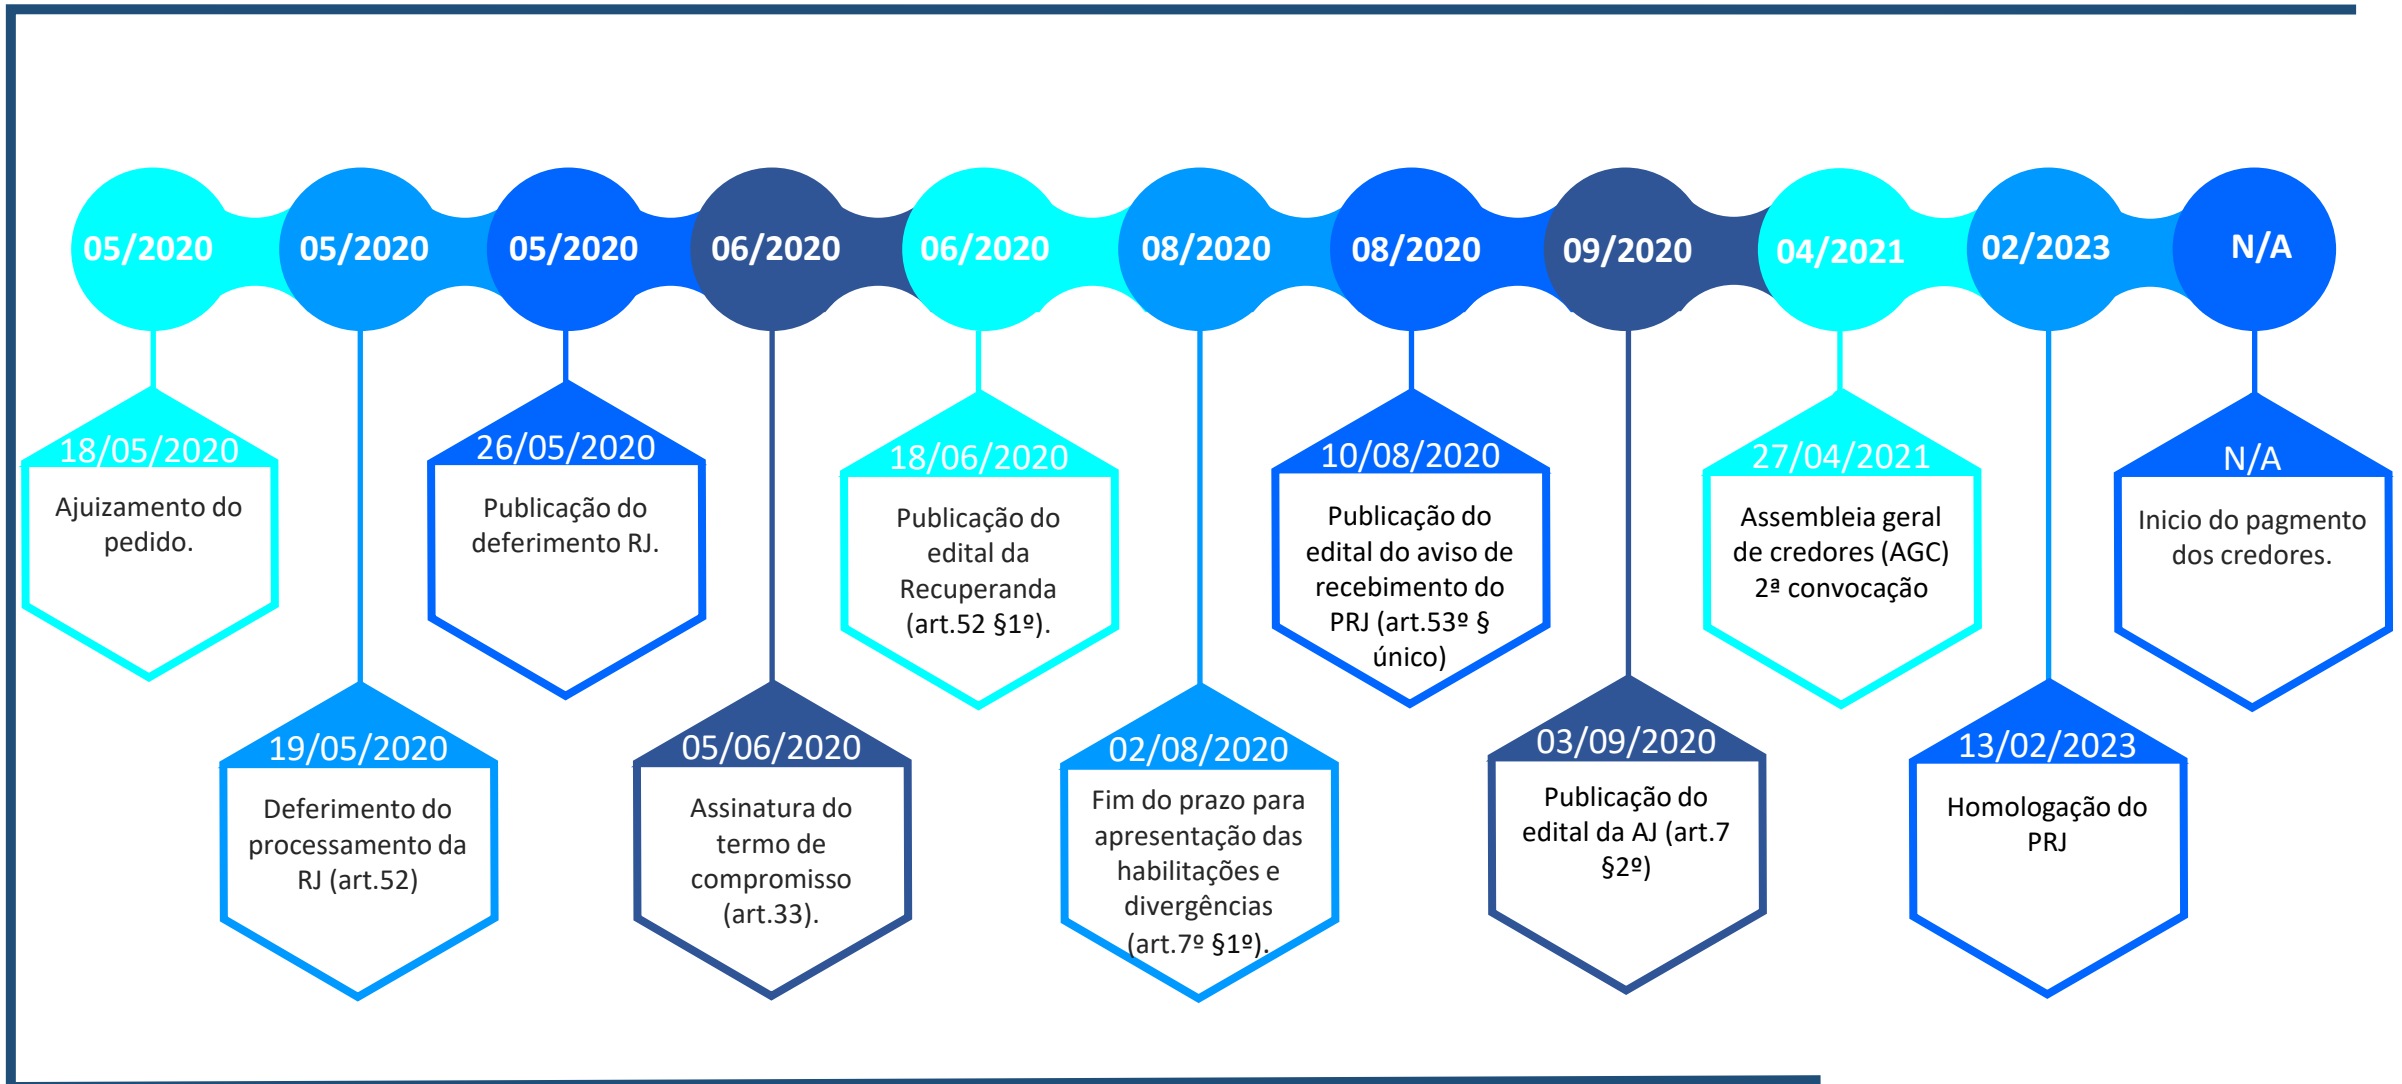 05/2020
05/2020
05/2020
06/2020
06/2020
08/2020
08/2020
09/2020
04/2021
02/2023
N/A
18/05/2020
Ajuizamento do
pedido.
19/05/2020
Deferimento do
processamento da
RJ (art.52)
26/05/2020
Publicação do
deferimento RJ.
05/06/2020
Assinatura do
termo de
compromisso
(art.33).
18/06/2020
Publicação do
edital da
Recuperanda
(art.52 §1º).
02/08/2020
Fim do prazo para
apresentação das
habilitações e
divergências
(art.7º §1º).
10/08/2020
Publicação do
edital do aviso de
recebimento do
PRJ (art.53º §
único)
03/09/2020
Publicação do
edital da AJ (art.7
§2º)
27/04/2021
Assembleia geral
de credores (AGC)
2ª convocação
13/02/2023
Homologação do
PRJ
N/A
Inicio do pagmento
dos credores.